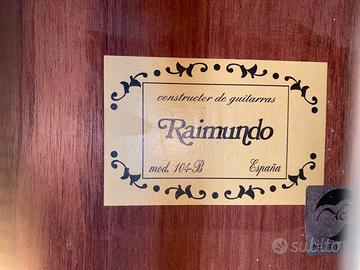 constructor de guitarras
Raimundo
mod. 104-B España
subito